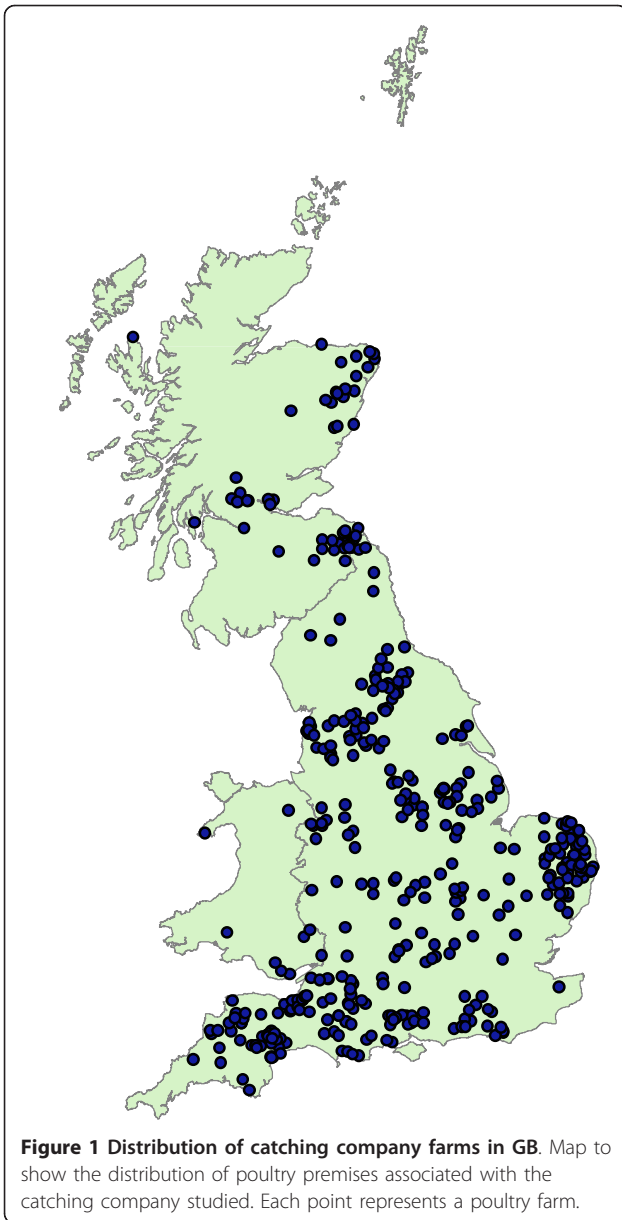 Figure 1 Distribution of catching company farms in GB. Map to
show the distribution of poultry premises associated with the
catching company studied. Each point represents a poultry farm.